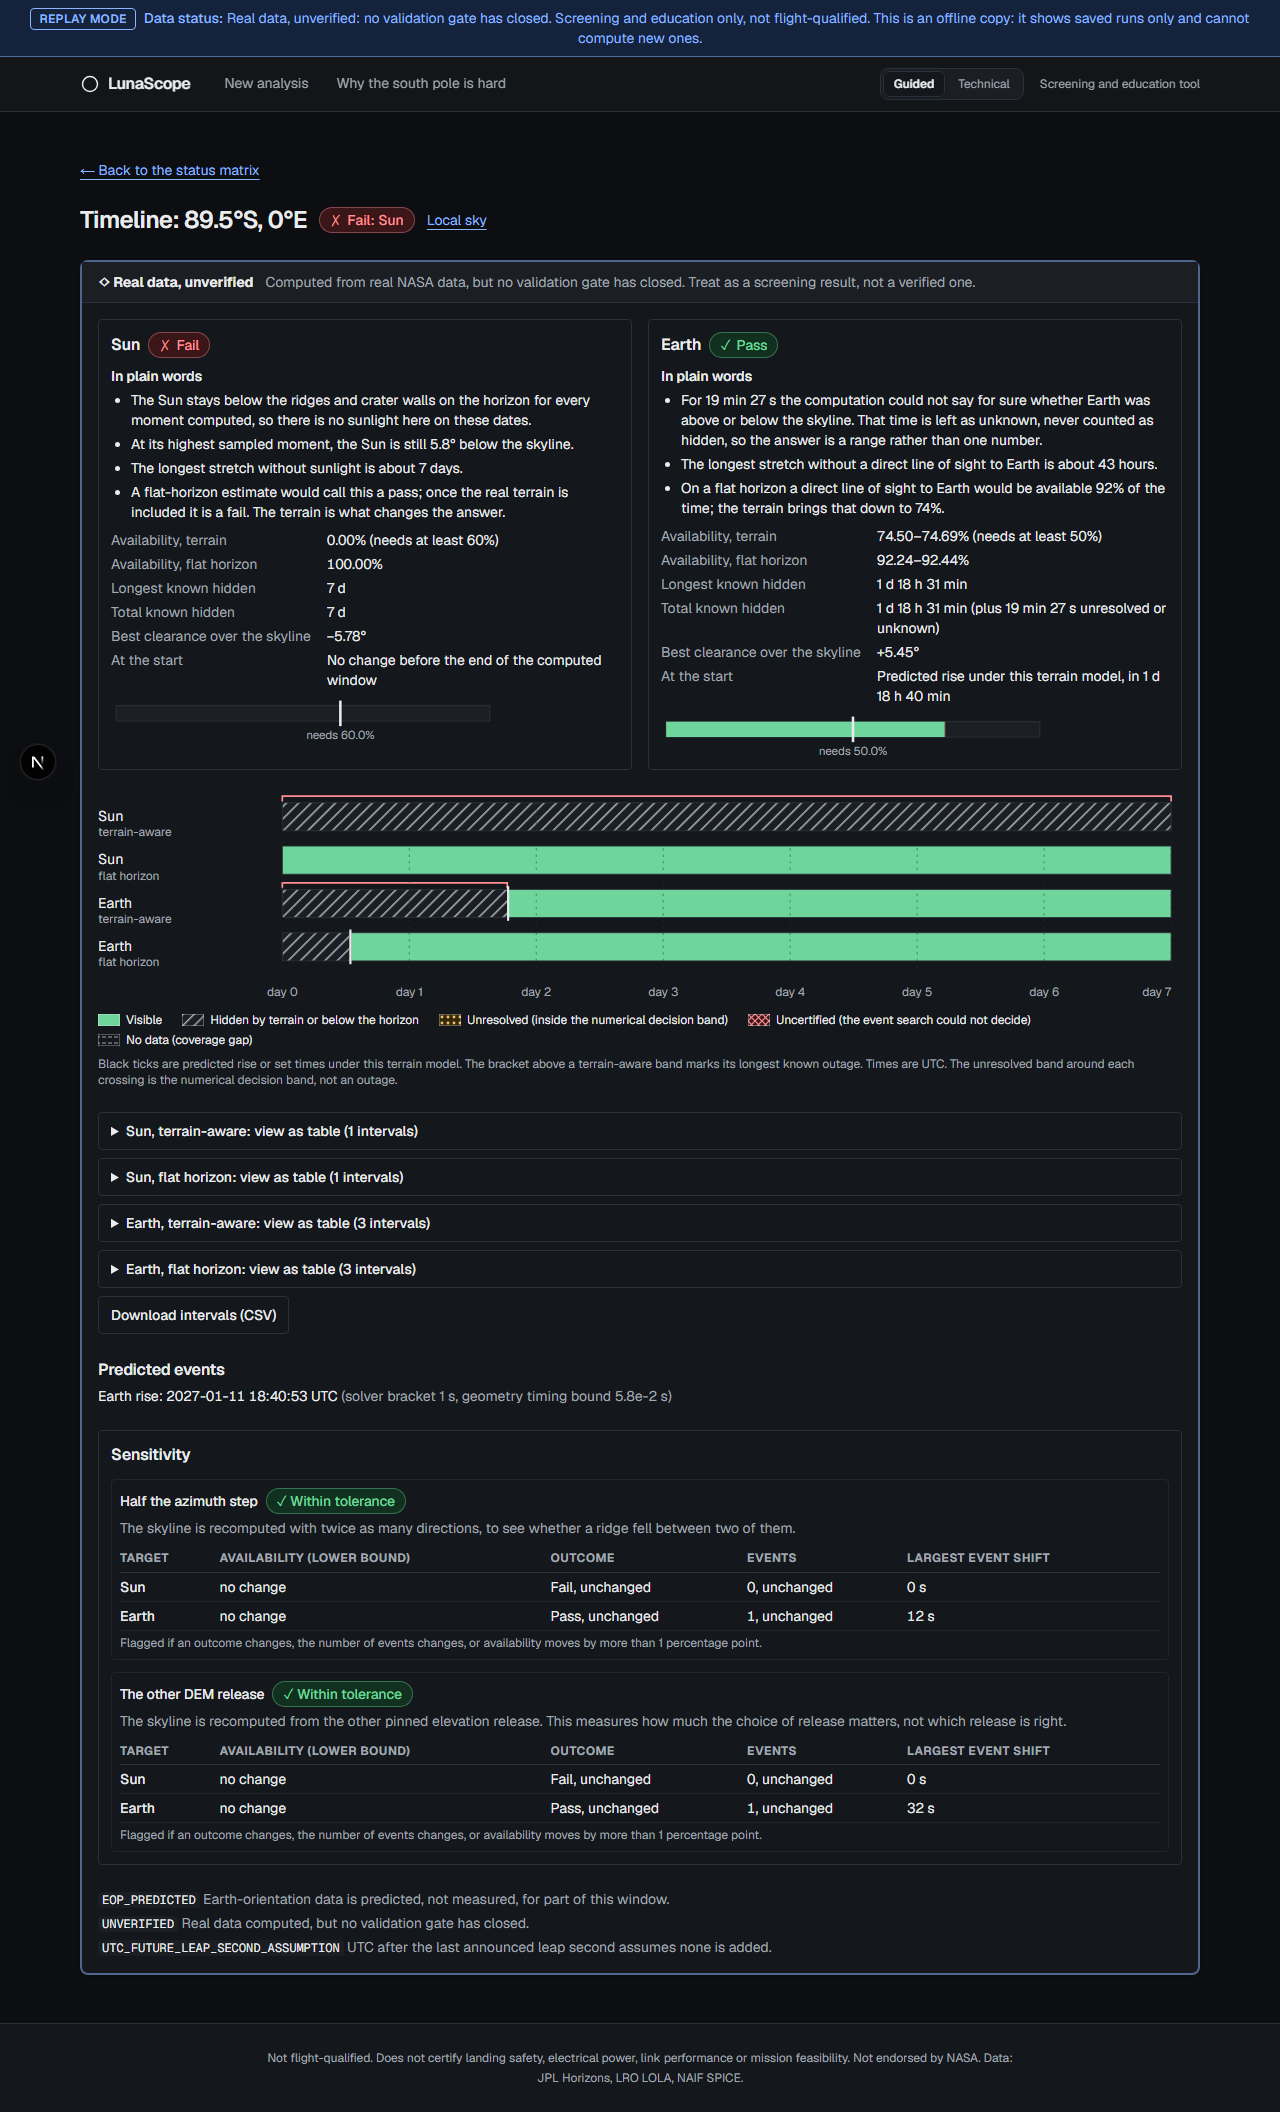 REPLAY MODE Data status: Real data, unverified: no validation gate has closed. Screening and education only, not flight-qualified. This is an offline copy: it shows saved runs only and cannot
compute new ones.
LunaScope New analysis Why the south pole is hard Guided Technical Screening and education tool
← Back to the status matrix
Timeline: 89.5°S, 0°E ✗ Fail: Sun Local sky
◇ Real data, unverified Computed from real NASA data, but no validation gate has closed. Treat as a screening result, not a verified one.
Sun ✗ Fail
In plain words
• The Sun stays below the ridges and crater walls on the horizon for every
moment computed, so there is no sunlight here on these dates.
• At its highest sampled moment, the Sun is still 5.8° below the skyline.
• The longest stretch without sunlight is about 7 days.
• A flat-horizon estimate would call this a pass; once the real terrain is
included it is a fail. The terrain is what changes the answer.
Availability, terrain 0.00% (needs at least 60%)
Availability, flat horizon 100.00%
Longest known hidden 7 d
Total known hidden 7 d
Best clearance over the skyline −5.78°
At the start No change before the end of the computed
window
needs 60.0%
Earth ✓ Pass
In plain words
• For 19 min 27 s the computation could not say for sure whether Earth was
above or below the skyline. That time is left as unknown, never counted as
hidden, so the answer is a range rather than one number.
• The longest stretch without a direct line of sight to Earth is about 43 hours.
• On a flat horizon a direct line of sight to Earth would be available 92% of the
time; the terrain brings that down to 74%.
Availability, terrain 74.50–74.69% (needs at least 50%)
Availability, flat horizon 92.24–92.44%
Longest known hidden 1 d 18 h 31 min
Total known hidden 1 d 18 h 31 min (plus 19 min 27 s unresolved or
unknown)
Best clearance over the skyline +5.45°
At the start Predicted rise under this terrain model, in 1 d
18 h 40 min
needs 50.0%
N
Sun
terrain-aware
Sun
flat horizon
Earth
terrain-aware
Earth
flat horizon
day 0 day 1 day 2 day 3 day 4 day 5 day 6 day 7
Visible Hidden by terrain or below the horizon Unresolved (inside the numerical decision band) Uncertified (the event search could not decide)
No data (coverage gap)
Black ticks are predicted rise or set times under this terrain model. The bracket above a terrain-aware band marks its longest known outage. Times are UTC. The unresolved band around each
crossing is the numerical decision band, not an outage.
▶ Sun, terrain-aware: view as table (1 intervals)
▶ Sun, flat horizon: view as table (1 intervals)
▶ Earth, terrain-aware: view as table (3 intervals)
▶ Earth, flat horizon: view as table (3 intervals)
Download intervals (CSV)
Predicted events
Earth rise: 2027-01-11 18:40:53 UTC (solver bracket 1 s, geometry timing bound 5.8e-2 s)
Sensitivity
Half the azimuth step ✓ Within tolerance
The skyline is recomputed with twice as many directions, to see whether a ridge fell between two of them.
TARGET AVAILABILITY (LOWER BOUND) OUTCOME EVENTS LARGEST EVENT SHIFT
Sun no change Fail, unchanged 0, unchanged 0 s
Earth no change Pass, unchanged 1, unchanged 12 s
Flagged if an outcome changes, the number of events changes, or availability moves by more than 1 percentage point.
The other DEM release ✓ Within tolerance
The skyline is recomputed from the other pinned elevation release. This measures how much the choice of release matters, not which release is right.
TARGET AVAILABILITY (LOWER BOUND) OUTCOME EVENTS LARGEST EVENT SHIFT
Sun no change Fail, unchanged 0, unchanged 0 s
Earth no change Pass, unchanged 1, unchanged 32 s
Flagged if an outcome changes, the number of events changes, or availability moves by more than 1 percentage point.
EOP_PREDICTED Earth-orientation data is predicted, not measured, for part of this window.
UNVERIFIED Real data computed, but no validation gate has closed.
UTC_FUTURE_LEAP_SECOND_ASSUMPTION UTC after the last announced leap second assumes none is added.
Not flight-qualified. Does not certify landing safety, electrical power, link performance or mission feasibility. Not endorsed by NASA. Data:
JPL Horizons, LRO LOLA, NAIF SPICE.